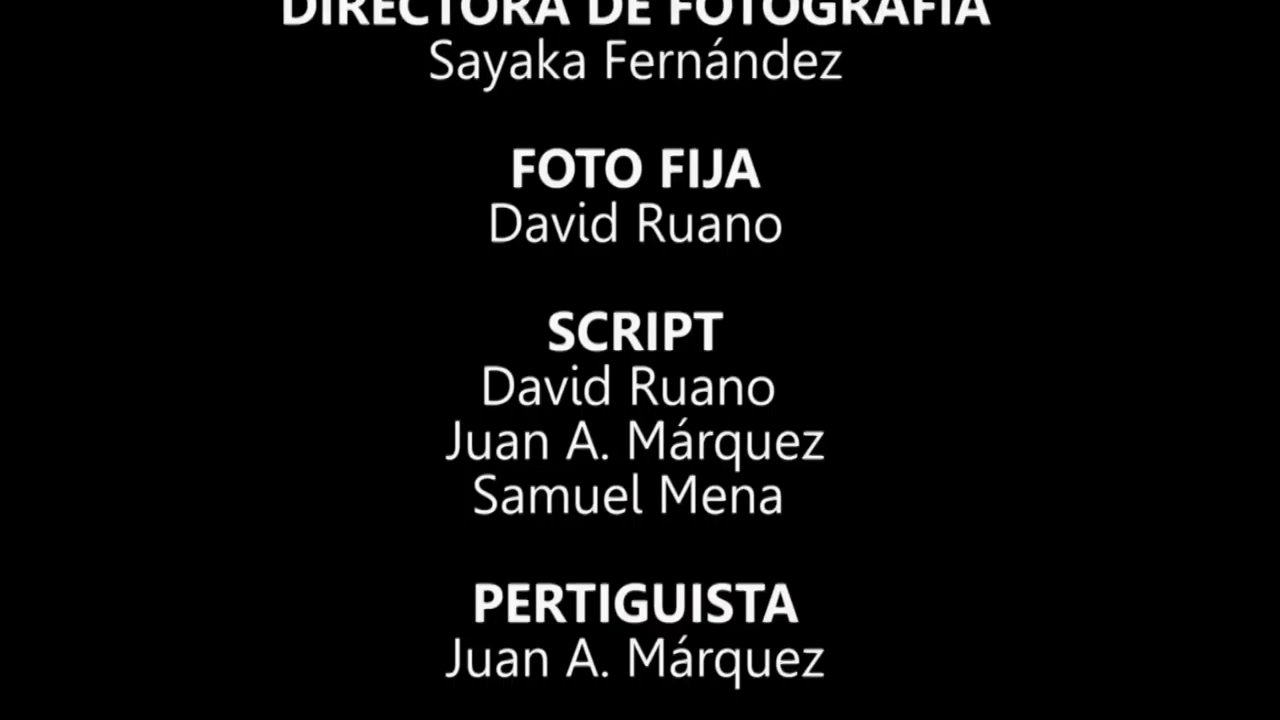 DIRECTORA DE FOTOGRAFÍA
Sayaka Fernández
FOTO FIJA
David Ruano
SCRIPT
David Ruano
Juan A. Márquez
Samuel Mena
PERTIGUISTA
Juan A. Márquez